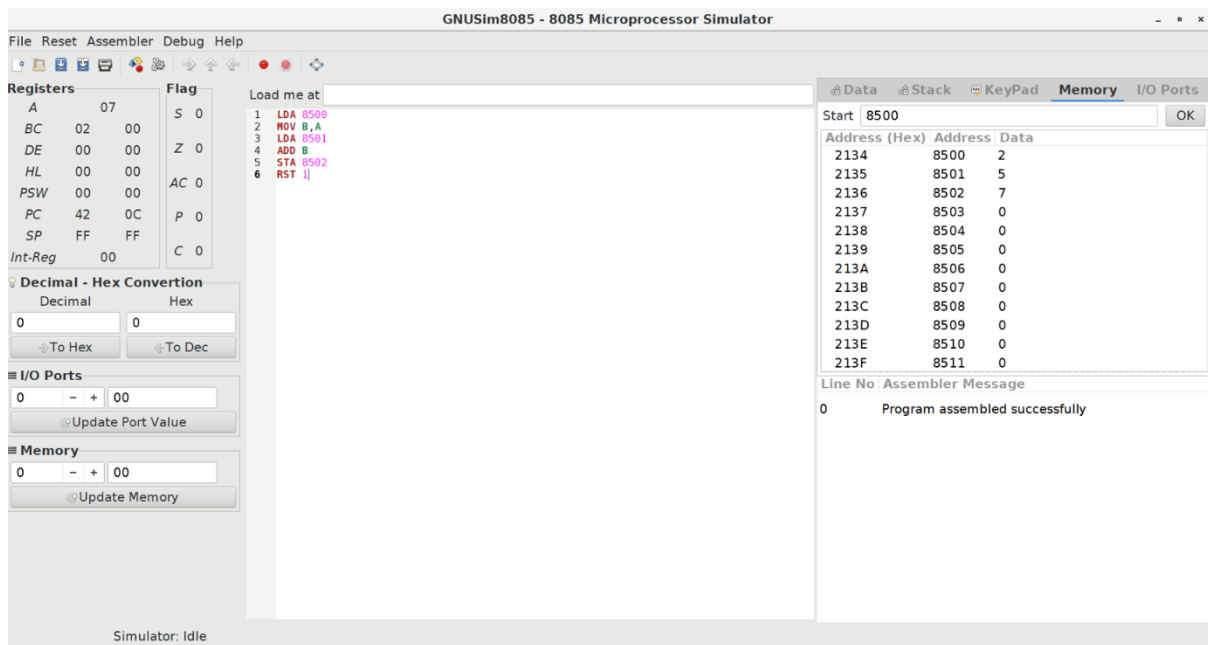 GNUSim8085 - 8085 Microprocessor Simulator
File Reset Assembler Debug Help
Registers
A 07
BC 02 00
DE 00 00
HL 00 00
PSW 00 00
PC 42 0C
SP FF FF
Int-Reg 00
Flag
S 0
Z 0
AC 0
P 0
C 0
Decimal - Hex Convertion
Decimal Hex
0 0
To Hex To Dec
I/O Ports
0 - + 00
Update Port Value
Memory
0 - + 00
Update Memory
Load me at
1 LDA 8500
2 MOV B,A
3 LDA 8501
4 ADD B
5 STA 8502
6 RST 1
Data Stack KeyPad Memory I/O Ports
Start 8500 OK
Address (Hex) Address Data
2134 8500 2
2135 8501 5
2136 8502 7
2137 8503 0
2138 8504 0
2139 8505 0
213A 8506 0
213B 8507 0
213C 8508 0
213D 8509 0
213E 8510 0
213F 8511 0
Line No Assembler Message
0 Program assembled successfully
Simulator: Idle